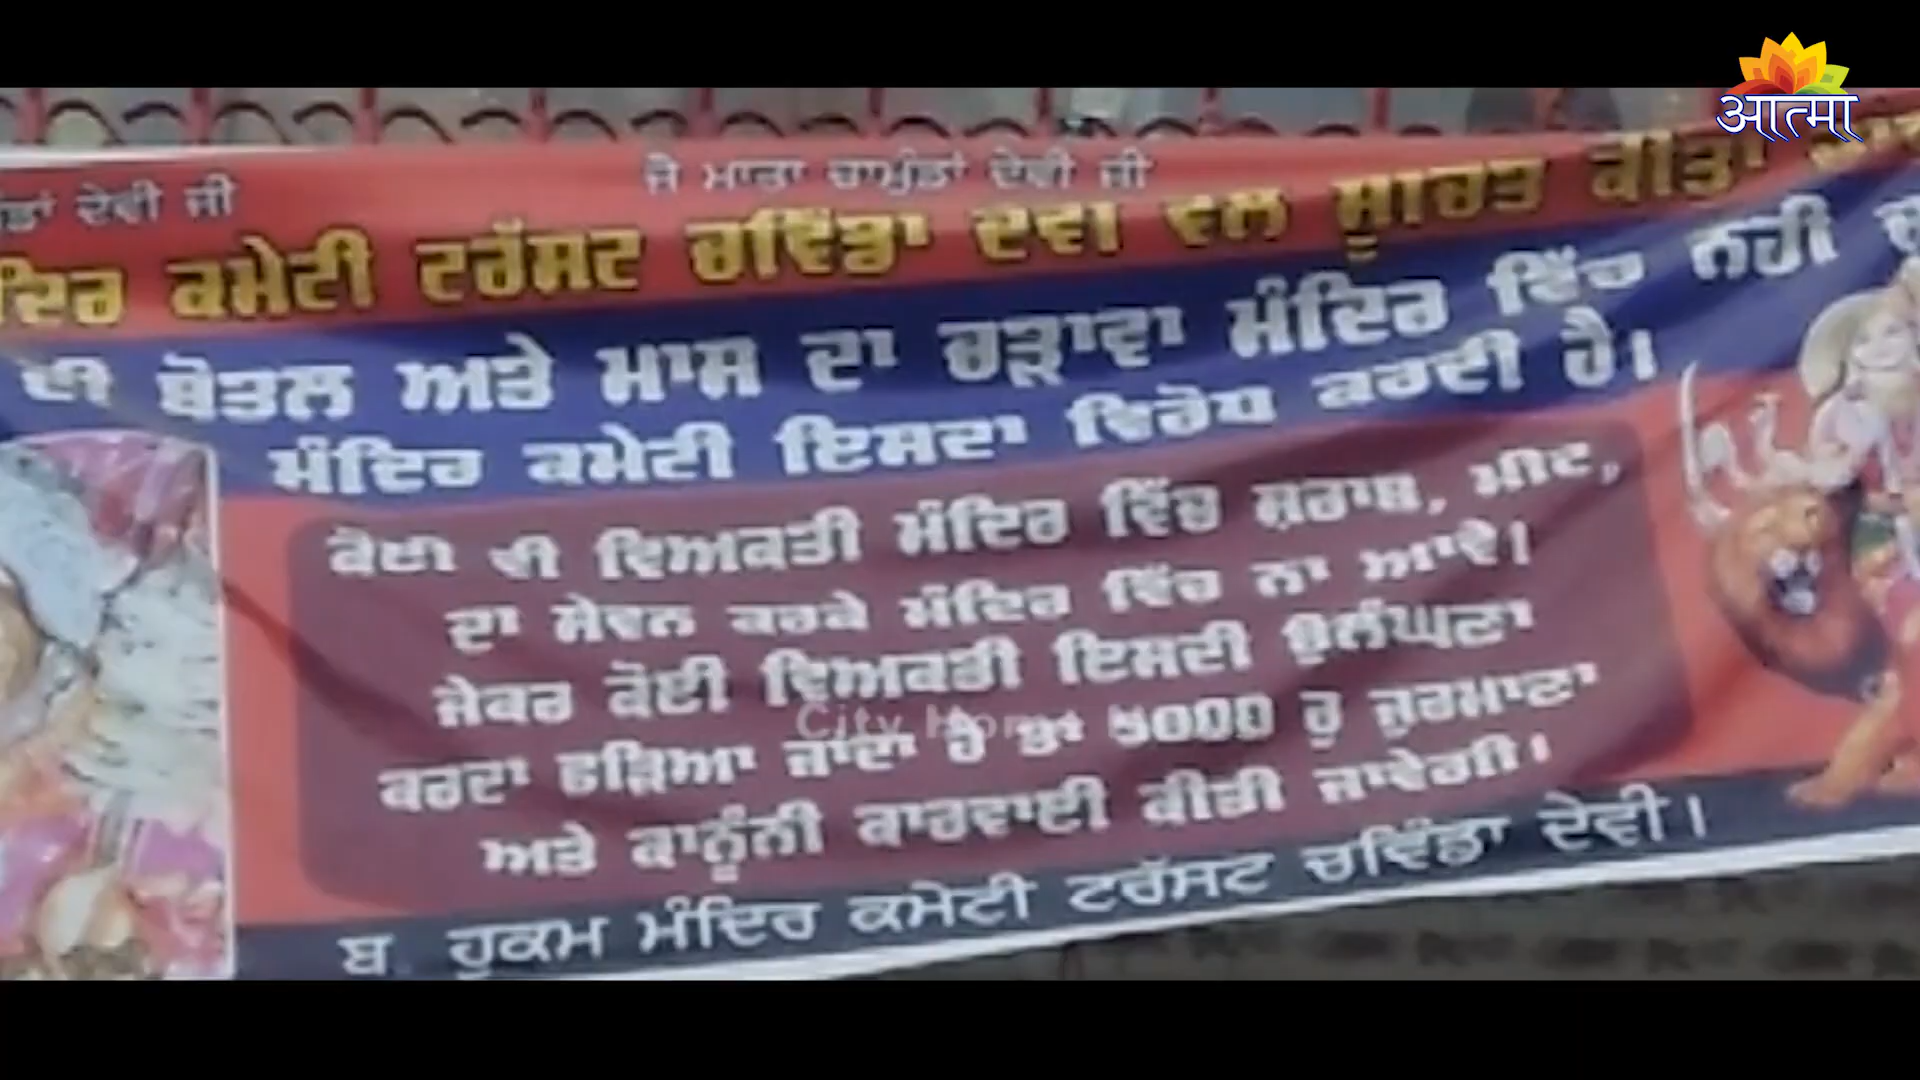 आत्मा
ਜੈ ਮਾਤਾ ਚਾਮੁੰਡਾਂ ਦੇਵੀ ਜੀ
ਦੇਵੀ ਜੀ
ਕਮੇਟੀ ਟਰੱਸਟ ਚਵਿੰਡਾ ਦੇਵੀ ਵਲੋਂ ਸੂਚਿਤ ਕੀਤਾ
ਦੀ ਬੋਤਲ ਅਤੇ ਮਾਸ ਦਾ ਚੜਾਵਾ ਮੰਦਿਰ ਵਿੱਚ ਨਹੀ
ਮੰਦਿਰ ਕਮੇਟੀ ਇਸਦਾ ਵਿਰੋਧ ਕਰਦੀ ਹੈ।
ਕੋਈ ਵੀ ਵਿਅਕਤੀ ਮੰਦਿਰ ਵਿੱਚ ਸ਼ਰਾਬ, ਮੀਟ,
ਦਾ ਸੇਵਨ ਕਰਕੇ ਮੰਦਿਰ ਵਿੱਚ ਨਾ ਆਵੇ।
ਜੇਕਰ ਕੋਈ ਵਿਅਕਤੀ ਇਸਦੀ ਉਲੰਘਣਾ
ਕਰਦਾ ਫੜਿਆ ਜਾਂਦਾ ਹੈ ਤਾਂ 5000 ਰੁ ਜੁਰਮਾਨਾ
ਅਤੇ ਕਾਨੂੰਨੀ ਕਾਰਵਾਈ ਕੀਤੀ ਜਾਵੇਗੀ।
ਬ. ਹੁਕਮ ਮੰਦਿਰ ਕਮੇਟੀ ਟਰੱਸਟ ਚਵਿੰਡਾ ਦੇਵੀ।